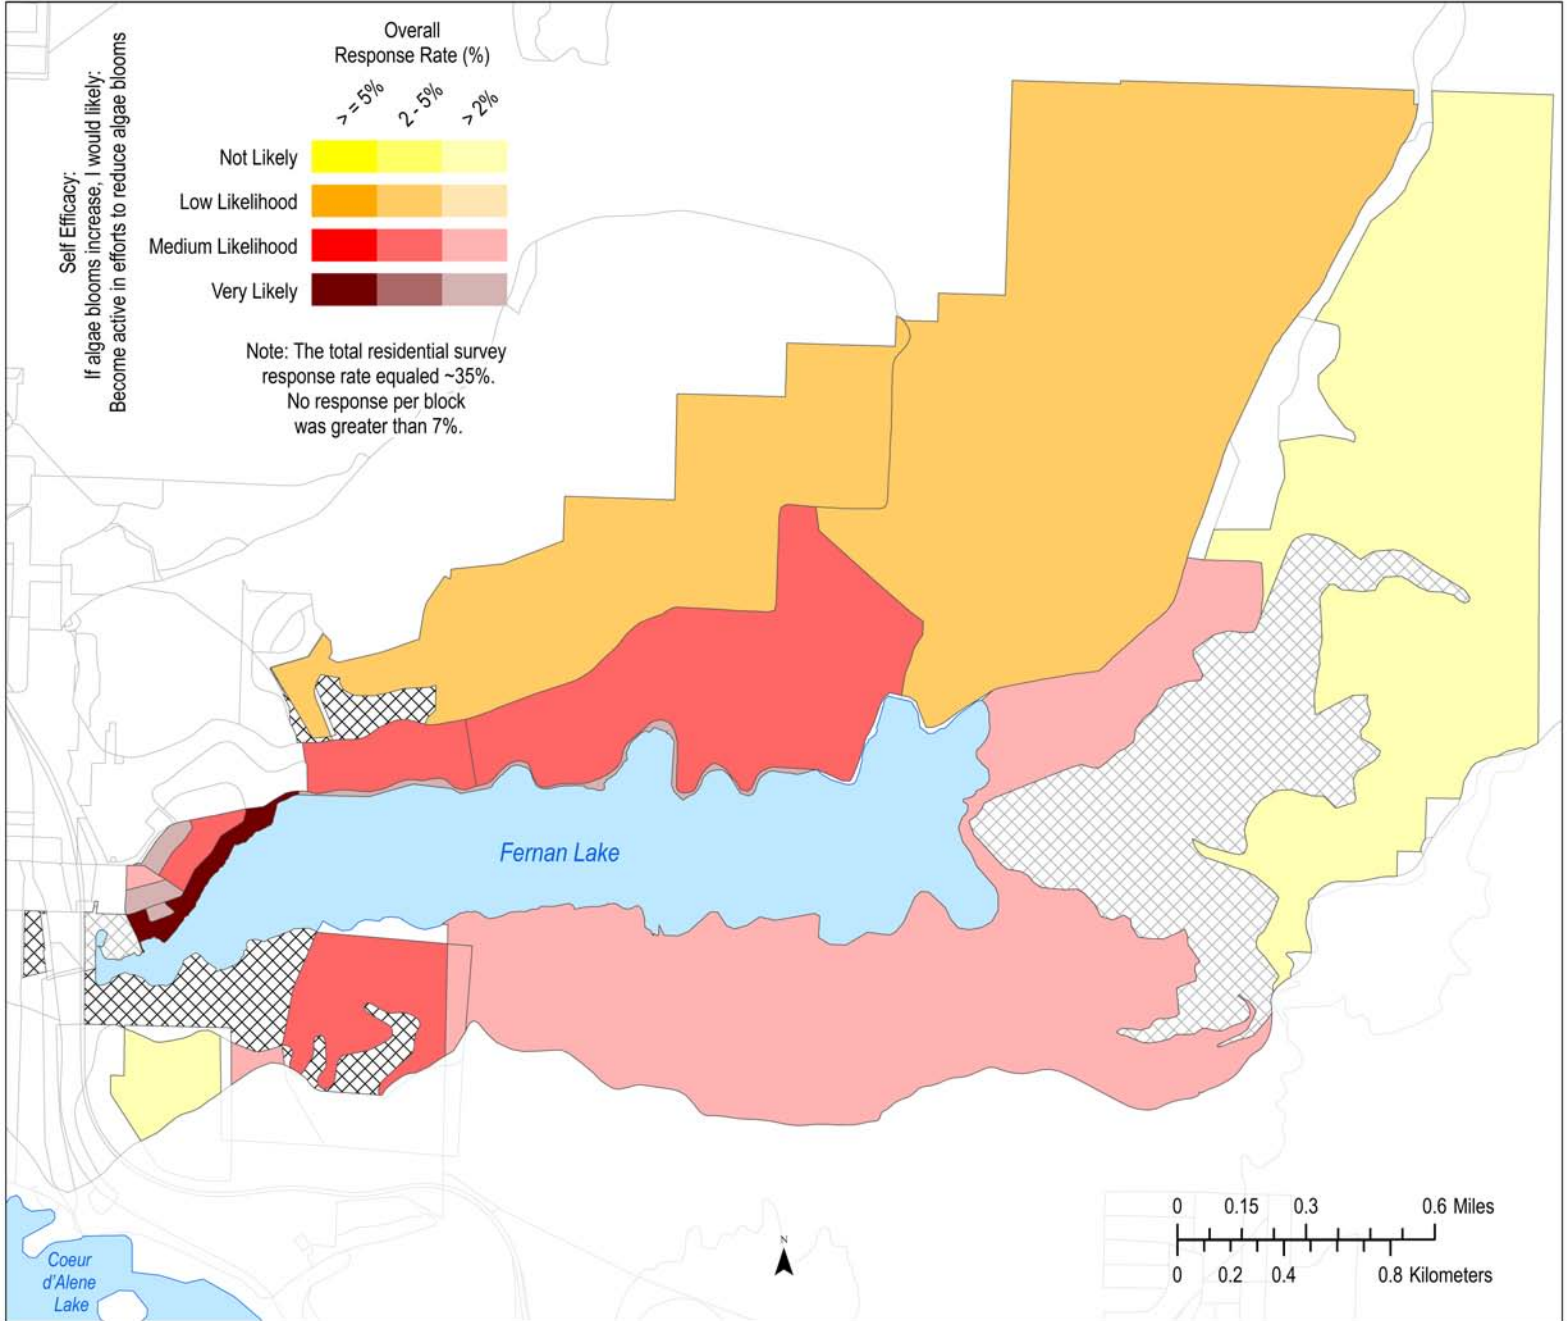 Overall
Response Rate (%)
> = 5%
2 - 5%
> 2%
Self Efficacy:
If algae blooms increase, I would likely:
Become active in efforts to reduce algae blooms
Not Likely
Low Likelihood
Medium Likelihood
Very Likely
Note: The total residential survey
response rate equaled ~35%.
No response per block
was greater than 7%.
Fernan Lake
Coeur
d'Alene
Lake
N
0 0.15 0.3 0.6 Miles
0 0.2 0.4 0.8 Kilometers